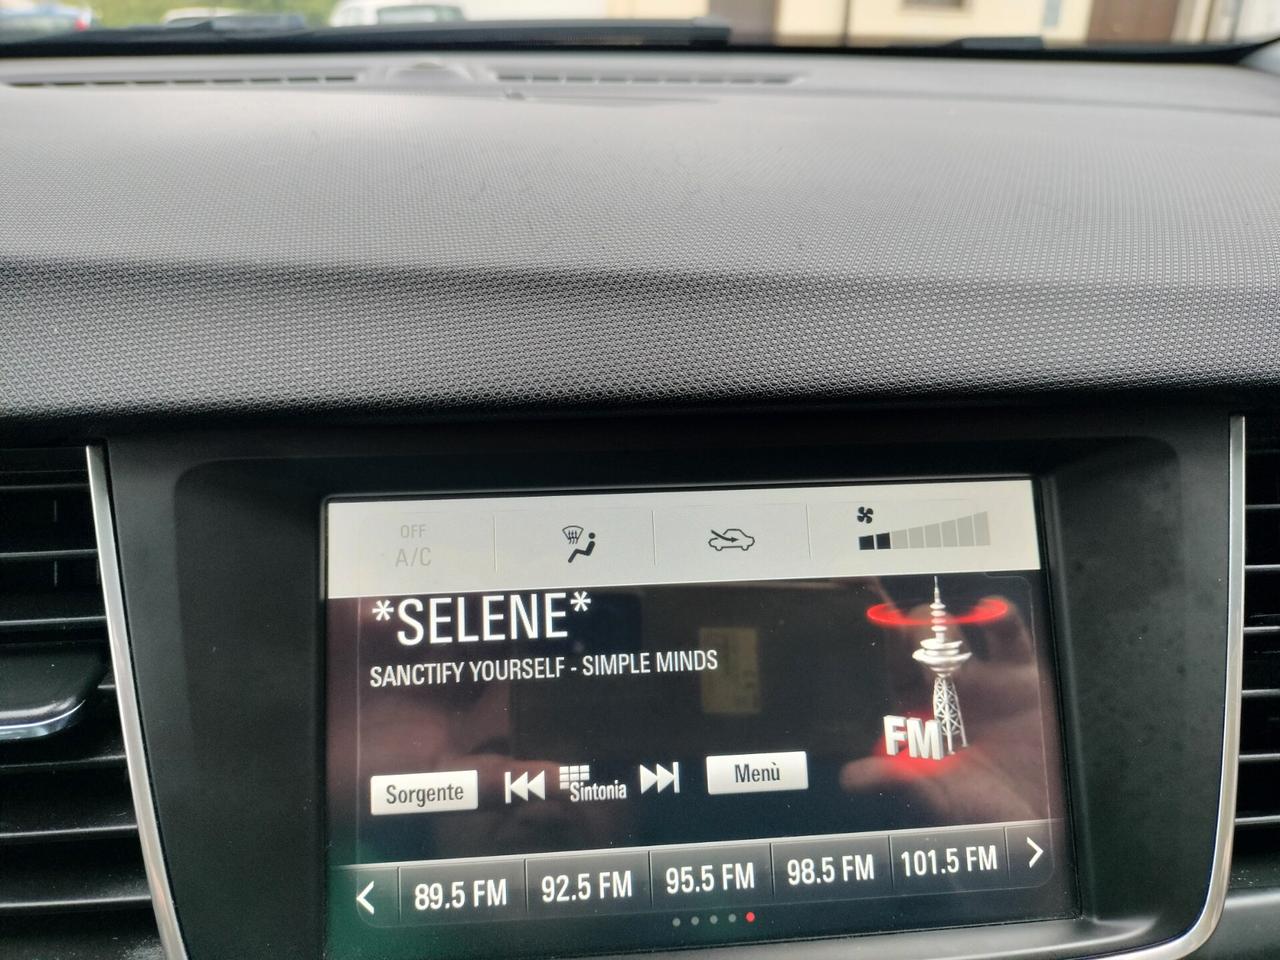 OFF
A/C
*SELENE*
SANCTIFY YOURSELF - SIMPLE MINDS
FM
Sorgente
Sintonia
Menù
89.5 FM
92.5 FM
95.5 FM
98.5 FM
101.5 FM